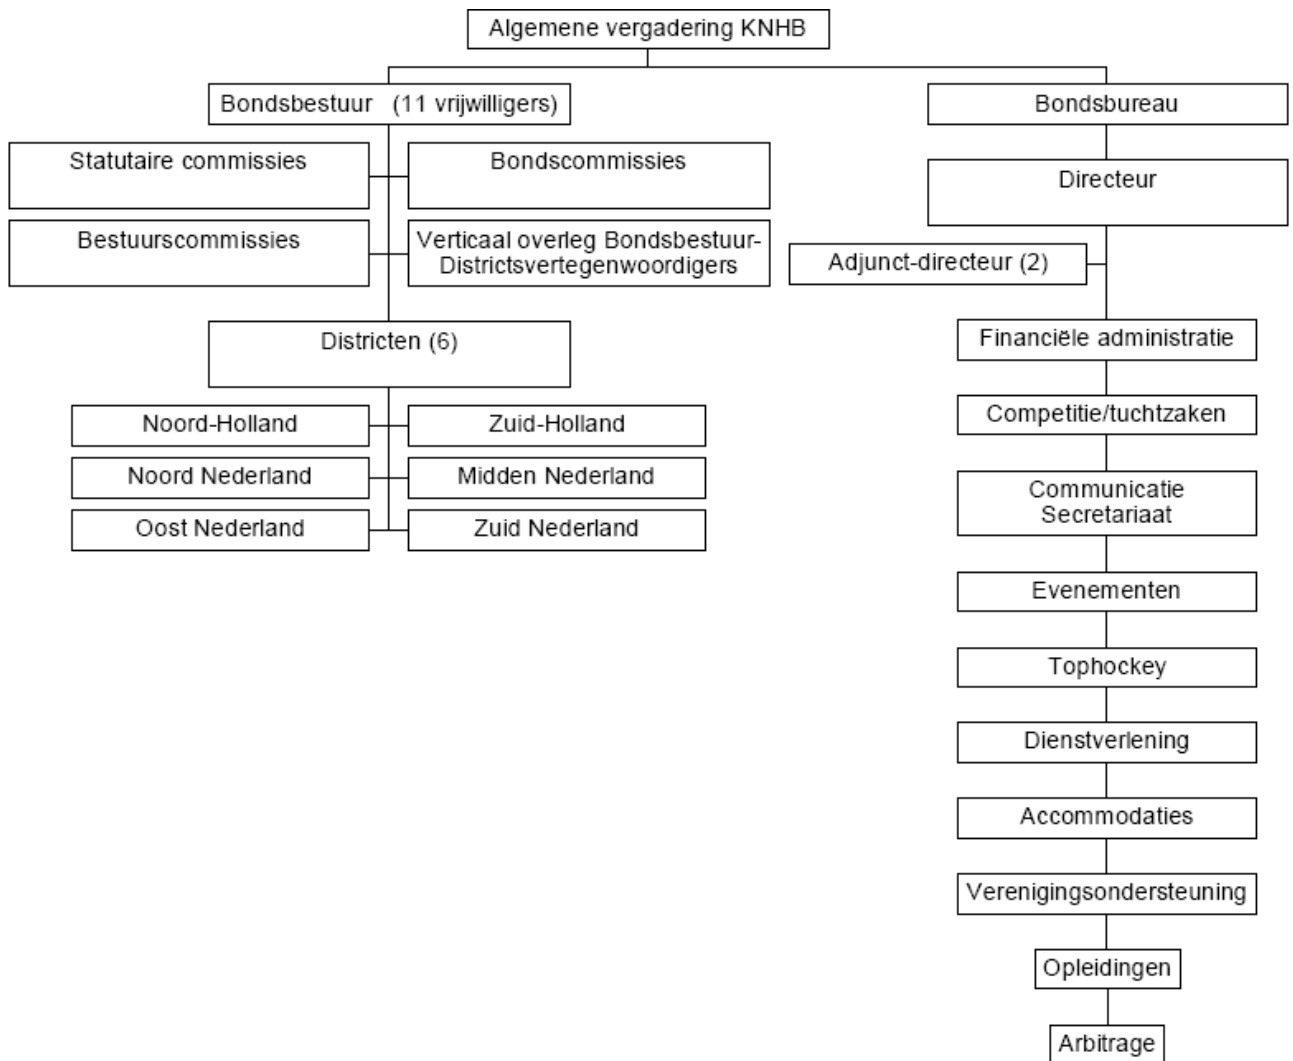 Algemene vergadering KNHB
Bondsbestuur (11 vrijwilligers)
Bondsbureau
Statutaire commissies
Bondscommissies
Directeur
Bestuurscommissies
Verticaal overleg Bondsbestuur-
Districtsvertegenwoordigers
Adjunct-directeur (2)
Districten (6)
Financiële administratie
Noord-Holland
Zuid-Holland
Competitie/tuchtzaken
Noord Nederland
Midden Nederland
Communicatie
Secretariaat
Oost Nederland
Zuid Nederland
Evenementen
Tophockey
Dienstverlening
Accommodaties
Verenigingsondersteuning
Opleidingen
Arbitrage